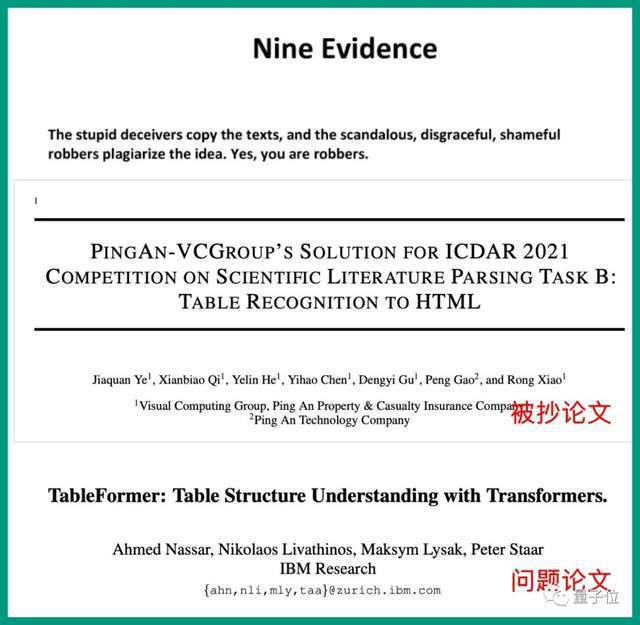 Nine Evidence
The stupid deceivers copy the texts, and the scandalous, disgraceful, shameful
robbers plagiarize the idea. Yes, you are robbers.
PINGAN-VCGROUP'S SOLUTION FOR ICDAR 2021
COMPETITION ON SCIENTIFIC LITERATURE PARSING TASK B:
TABLE RECOGNITION TO HTML
Jiaquan Ye¹, Xianbiao Qi¹, Yelin He¹, Yihao Chen¹, Dengyi Gu¹, Peng Gao², and Rong Xiao¹
¹Visual Computing Group, Ping An Property & Casualty Insurance Company
²Ping An Technology Company
被抄论文
TableFormer: Table Structure Understanding with Transformers.
Ahmed Nassar, Nikolaos Livathinos, Maksym Lysak, Peter Staar
IBM Research
{ahn,nli,mly,taa}@zurich.ibm.com
问题论文
量子位